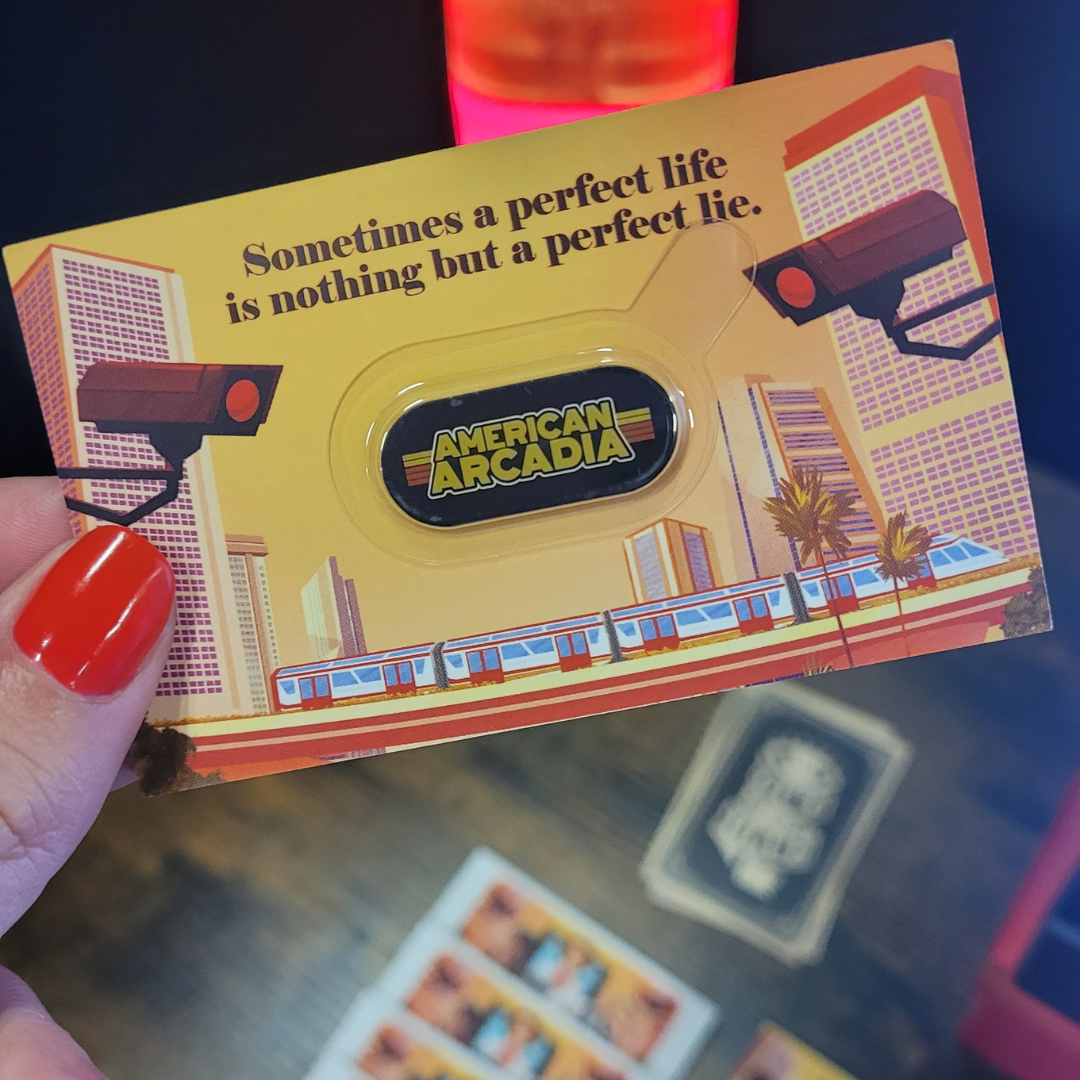 Sometimes a perfect life
is nothing but a perfect lie.
AMERICAN
ARCADIA